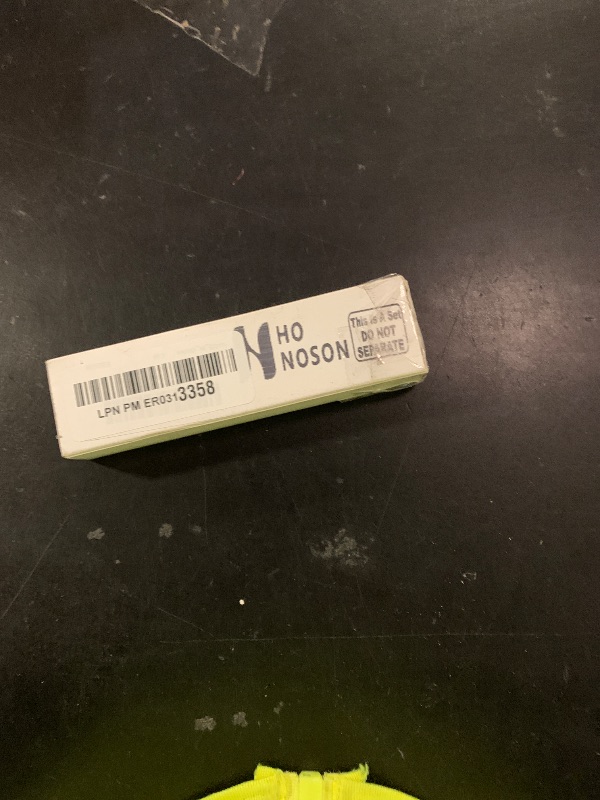 HO
NOSON
This is A Set
DO NOT
SEPARATE
LPN PM ER0313358